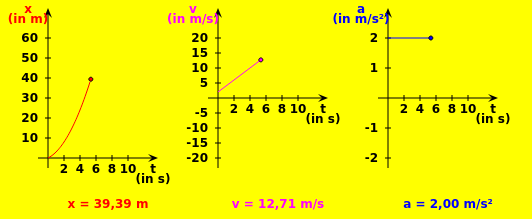 x
(in m)
60
50
40
30
20
10
2 4 6 8 10
t
(in s)
x = 39,39 m
v
(in m/s)
20
15
10
5
2 4 6 8 10
t
(in s)
-5
-10
-15
-20
v = 12,71 m/s
a
(in m/s²)
2
1
2 4 6 8 10
t
(in s)
-1
-2
a = 2,00 m/s²